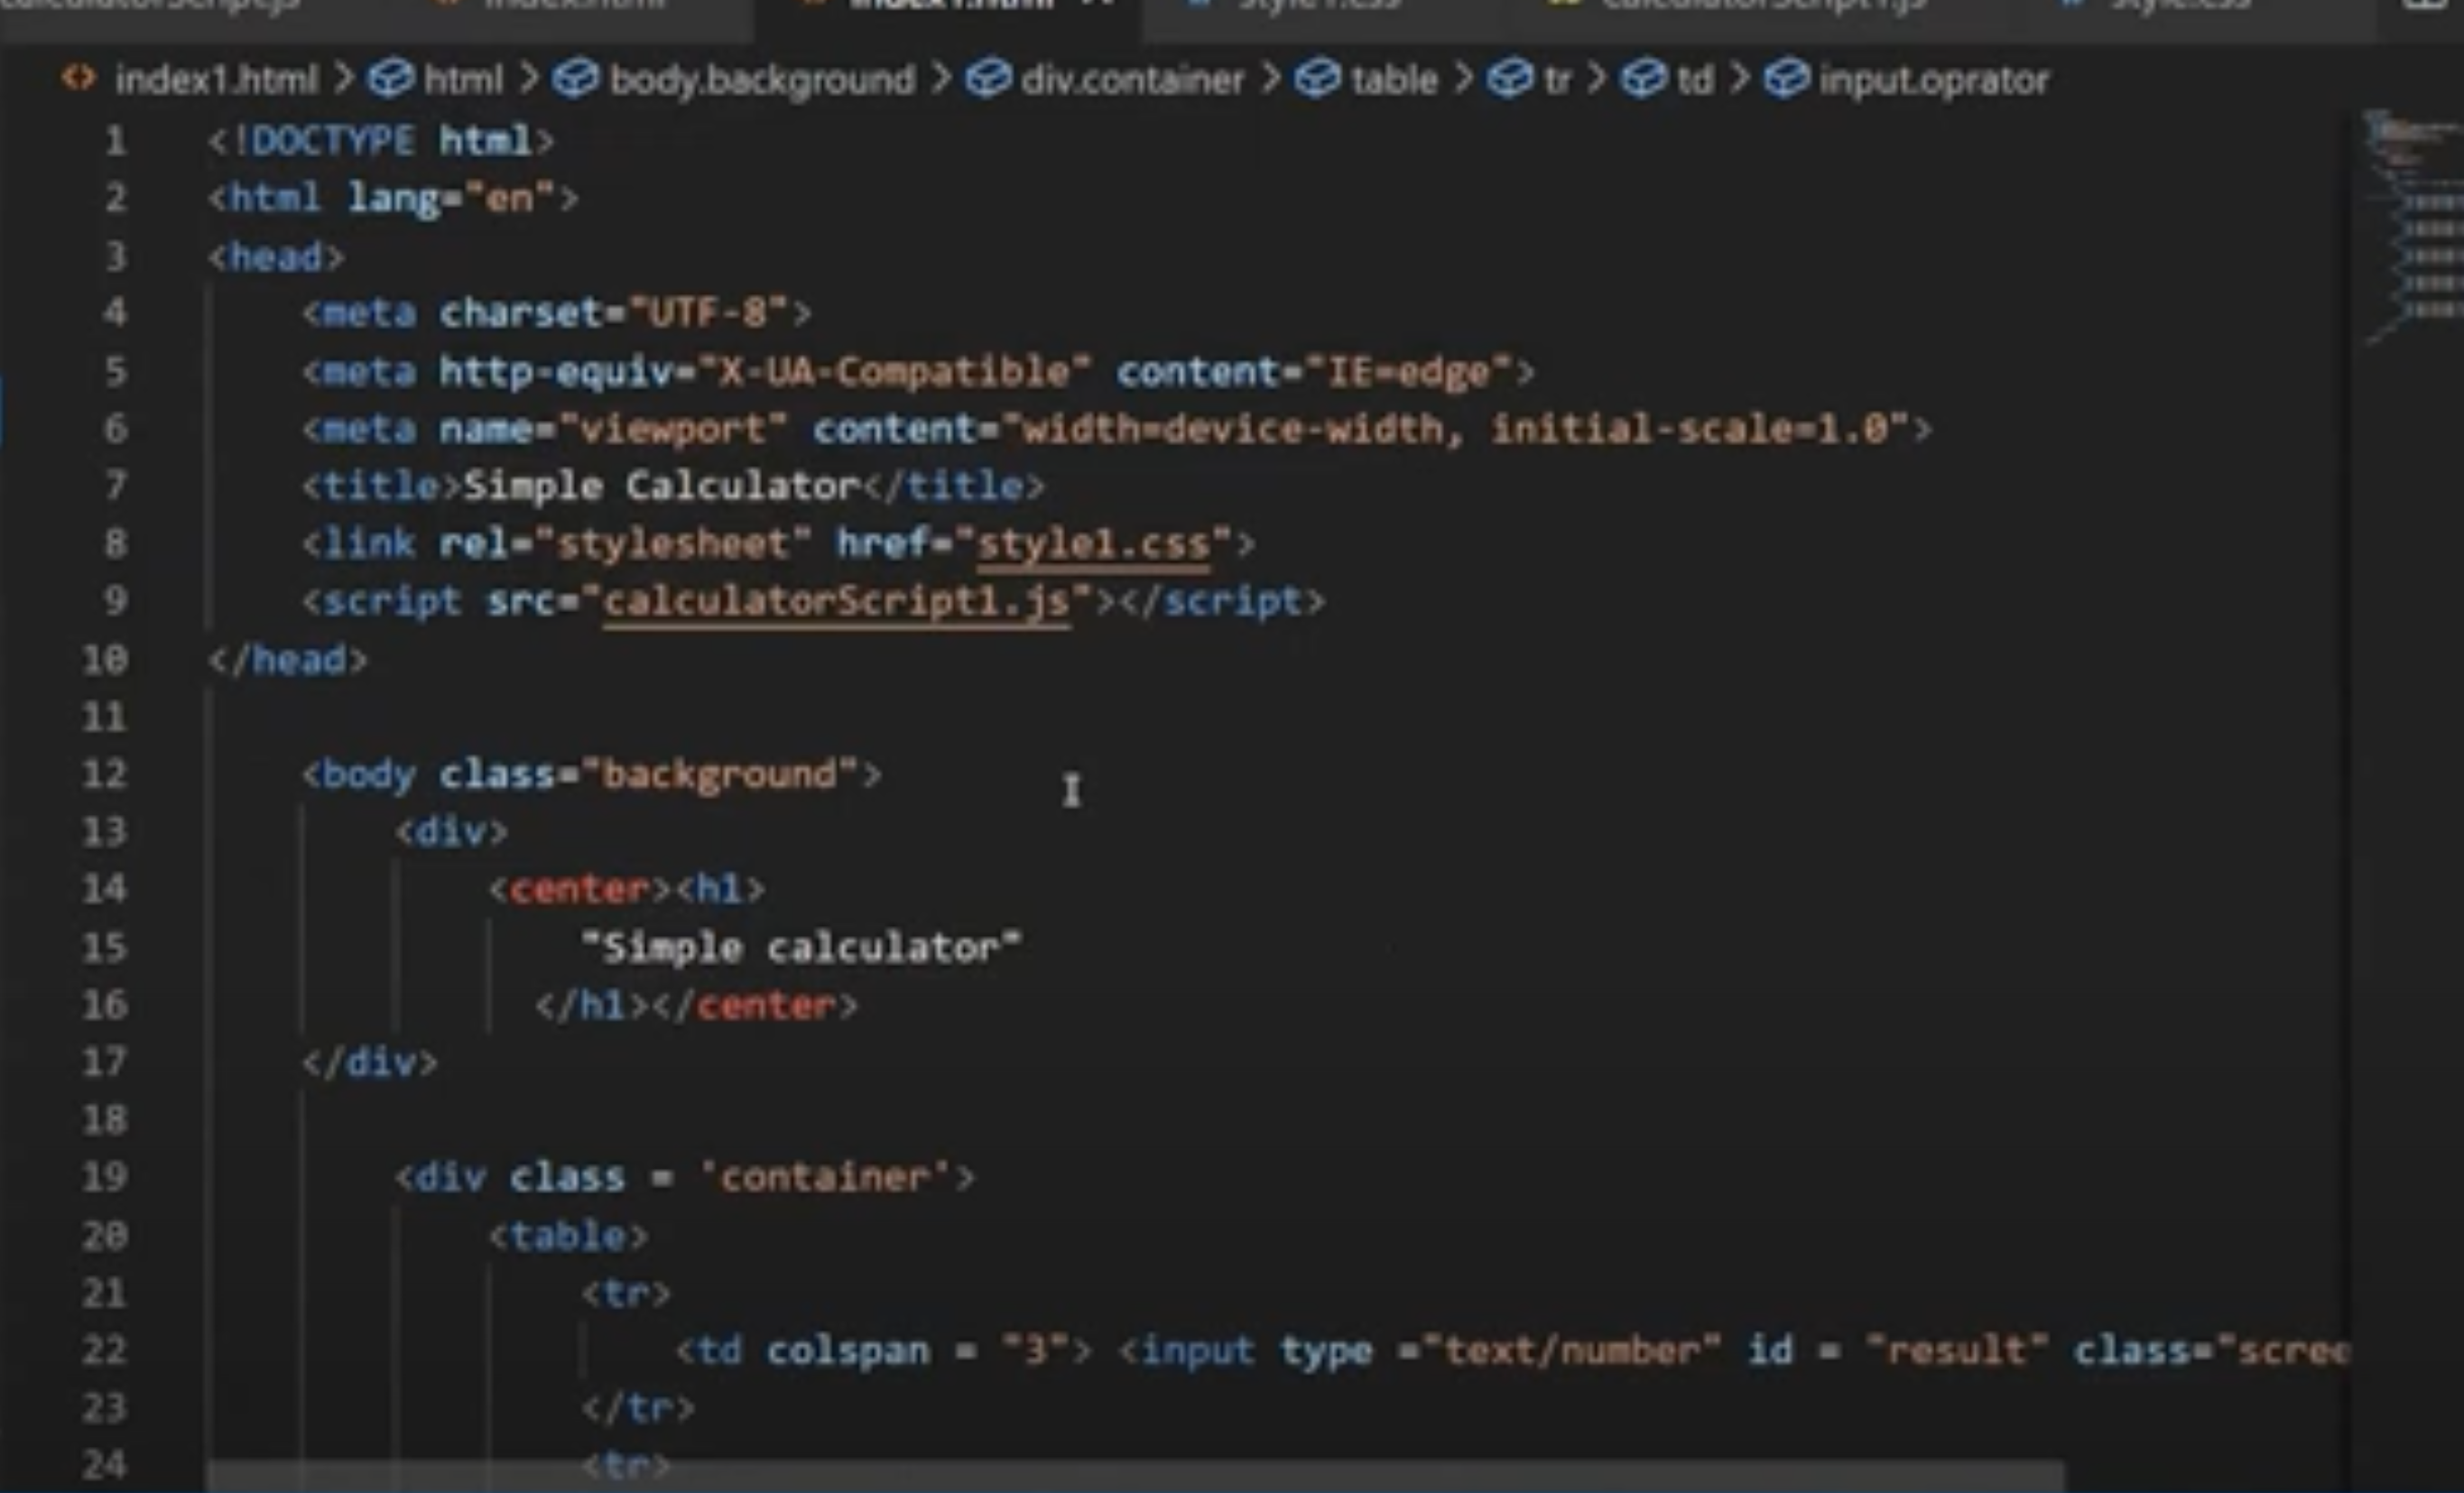 index1.html style1.css calculatorScript1.js style.css
index1.html > html > body.background > div.container > table > tr > td > input.oprator
1 <!DOCTYPE html>
2 <html lang="en">
3 <head>
4 <meta charset="UTF-8">
5 <meta http-equiv="X-UA-Compatible" content="IE=edge">
6 <meta name="viewport" content="width=device-width, initial-scale=1.0">
7 <title>Simple Calculator</title>
8 <link rel="stylesheet" href="style1.css">
9 <script src="calculatorScript1.js"></script>
10 </head>
11
12 <body class="background">
13 <div>
14 <center><h1>
15 "Simple calculator"
16 </h1></center>
17 </div>
18
19 <div class = 'container'>
20 <table>
21 <tr>
22 <td colspan = "3"> <input type ="text/number" id = "result" class="scree
23 </tr>
24 <tr>